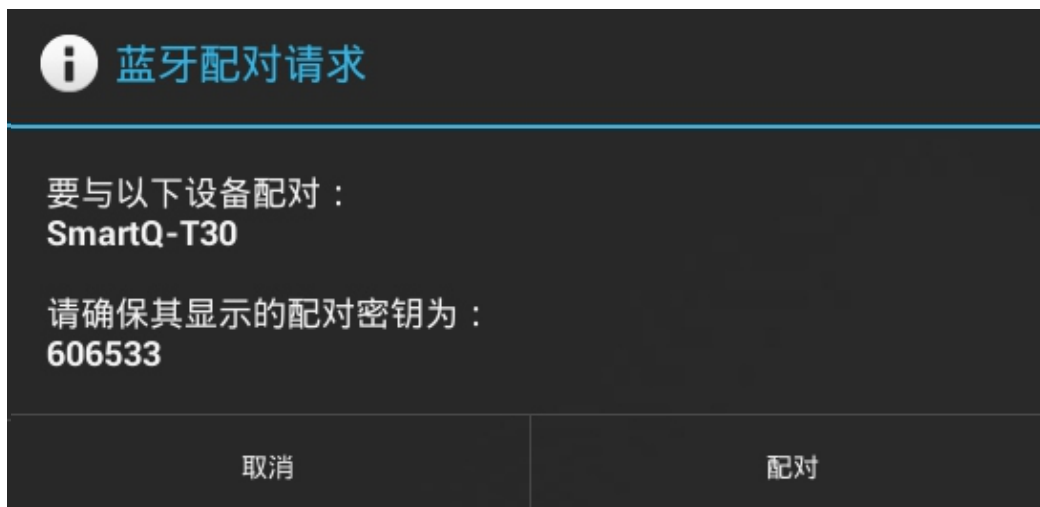 蓝牙配对请求
要与以下设备配对：
SmartQ-T30
请确保其显示的配对密钥为：
606533
取消
配对